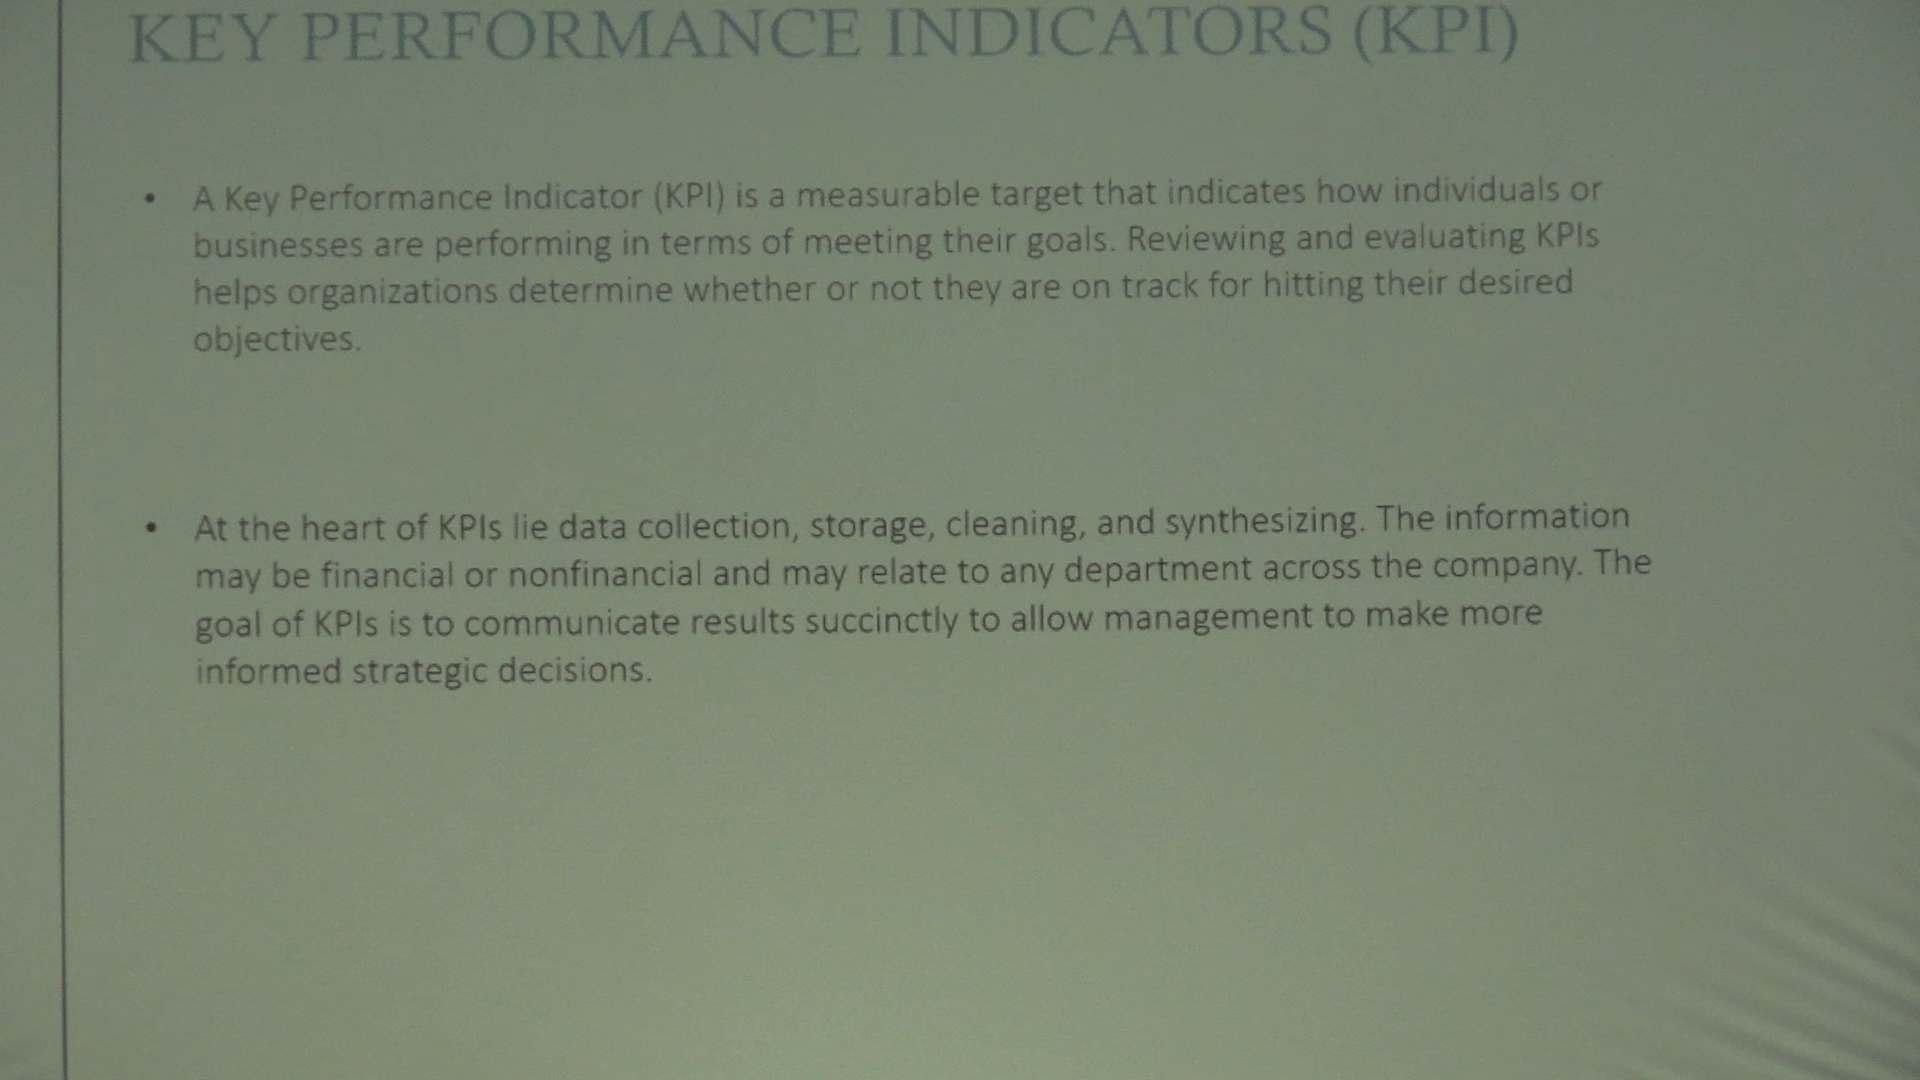 KEY PERFORMANCE INDICATORS (KPI)
• A Key Performance Indicator (KPI) is a measurable target that indicates how individuals or
businesses are performing in terms of meeting their goals. Reviewing and evaluating KPIs
helps organizations determine whether or not they are on track for hitting their desired
objectives.
• At the heart of KPIs lie data collection, storage, cleaning, and synthesizing. The information
may be financial or nonfinancial and may relate to any department across the company. The
goal of KPIs is to communicate results succinctly to allow management to make more
informed strategic decisions.